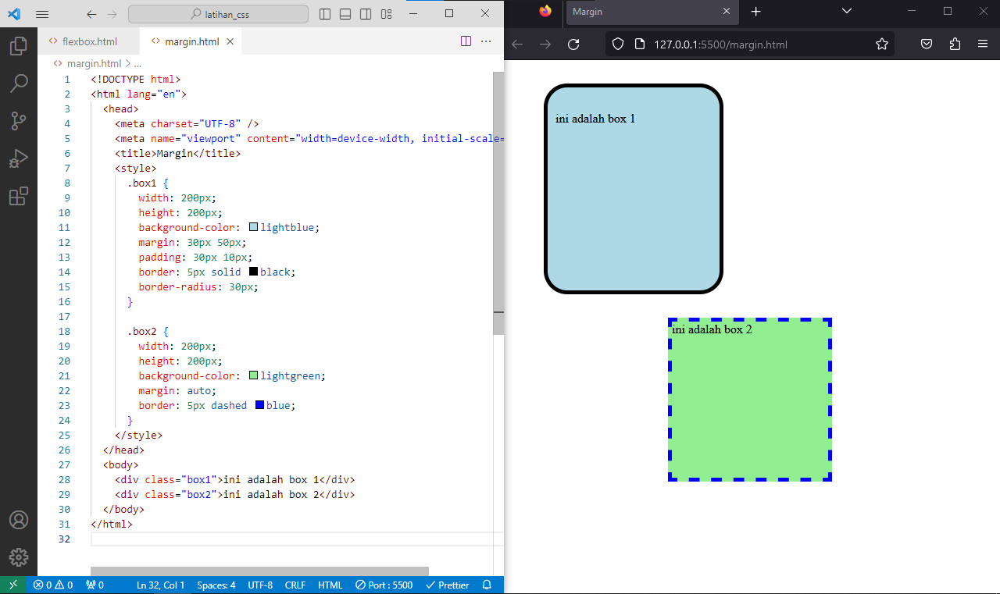 latihan_css
flexbox.html
margin.html
margin.html > ...
1 <!DOCTYPE html>
2 <html lang="en">
3 <head>
4 <meta charset="UTF-8" />
5 <meta name="viewport" content="width=device-width, initial-scale=
6 <title>Margin</title>
7 <style>
8 .box1 {
9 width: 200px;
10 height: 200px;
11 background-color: lightblue;
12 margin: 30px 50px;
13 padding: 30px 10px;
14 border: 5px solid black;
15 border-radius: 30px;
16 }
17
18 .box2 {
19 width: 200px;
20 height: 200px;
21 background-color: lightgreen;
22 margin: auto;
23 border: 5px dashed blue;
24 }
25 </style>
26 </head>
27 <body>
28 <div class="box1">ini adalah box 1</div>
29 <div class="box2">ini adalah box 2</div>
30 </body>
31 </html>
32
0 0 0 Ln 32, Col 1 Spaces: 4 UTF-8 CRLF HTML Port : 5500 Prettier
Margin
127.0.0.1:5500/margin.html
ini adalah box 1
ini adalah box 2